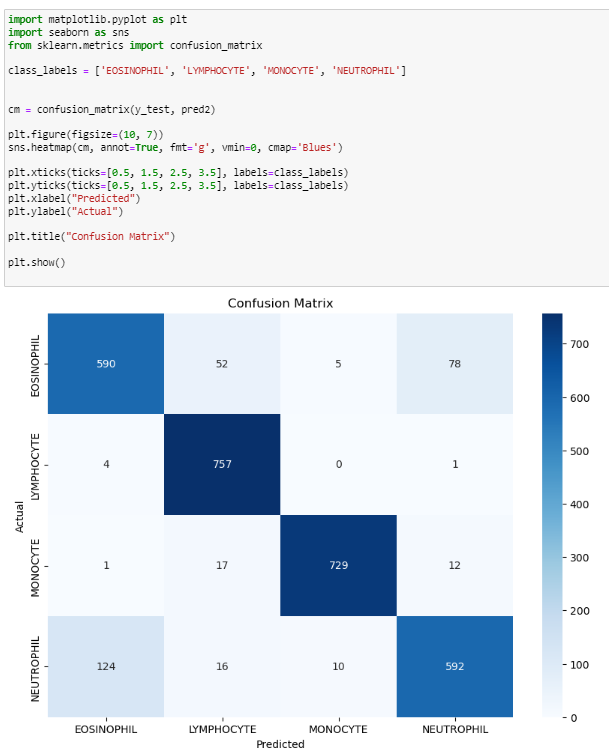 import matplotlib.pyplot as plt
import seaborn as sns
from sklearn.metrics import confusion_matrix
class_labels = ['EOSINOPHIL', 'LYMPHOCYTE', 'MONOCYTE', 'NEUTROPHIL']
cm = confusion_matrix(y_test, pred2)
plt.figure(figsize=(10, 7))
sns.heatmap(cm, annot=True, fmt='g', vmin=0, cmap='Blues')
plt.xticks(ticks=[0.5, 1.5, 2.5, 3.5], labels=class_labels)
plt.yticks(ticks=[0.5, 1.5, 2.5, 3.5], labels=class_labels)
plt.xlabel("Predicted")
plt.ylabel("Actual")
plt.title("Confusion Matrix")
plt.show()
Confusion Matrix
Actual
EOSINOPHIL
590 52 5 78
LYMPHOCYTE
4 757 0 1
MONOCYTE
1 17 729 12
NEUTROPHIL
124 16 10 592
EOSINOPHIL LYMPHOCYTE MONOCYTE NEUTROPHIL
Predicted
700
600
500
400
300
200
100
0